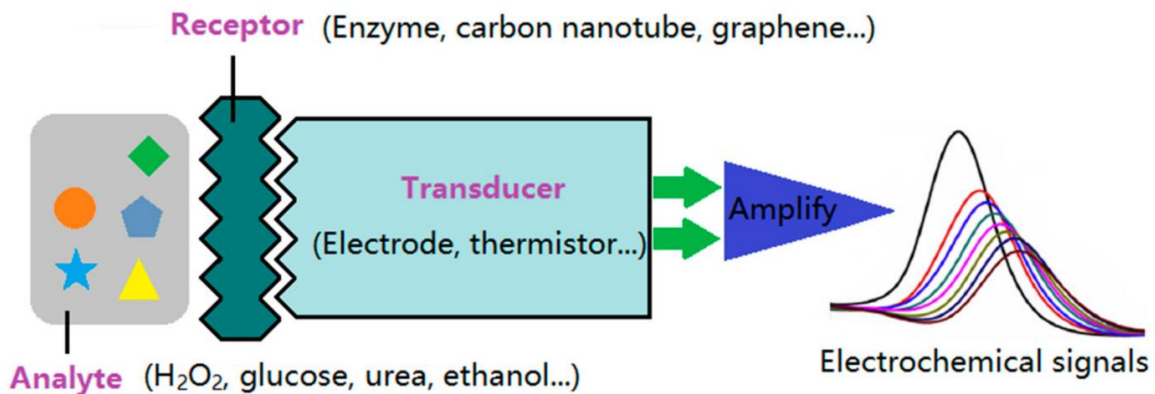 Receptor (Enzyme, carbon nanotube, graphene...)
Transducer
(Electrode, thermistor...)
Amplify
Electrochemical signals
Analyte (H₂O₂, glucose, urea, ethanol...)